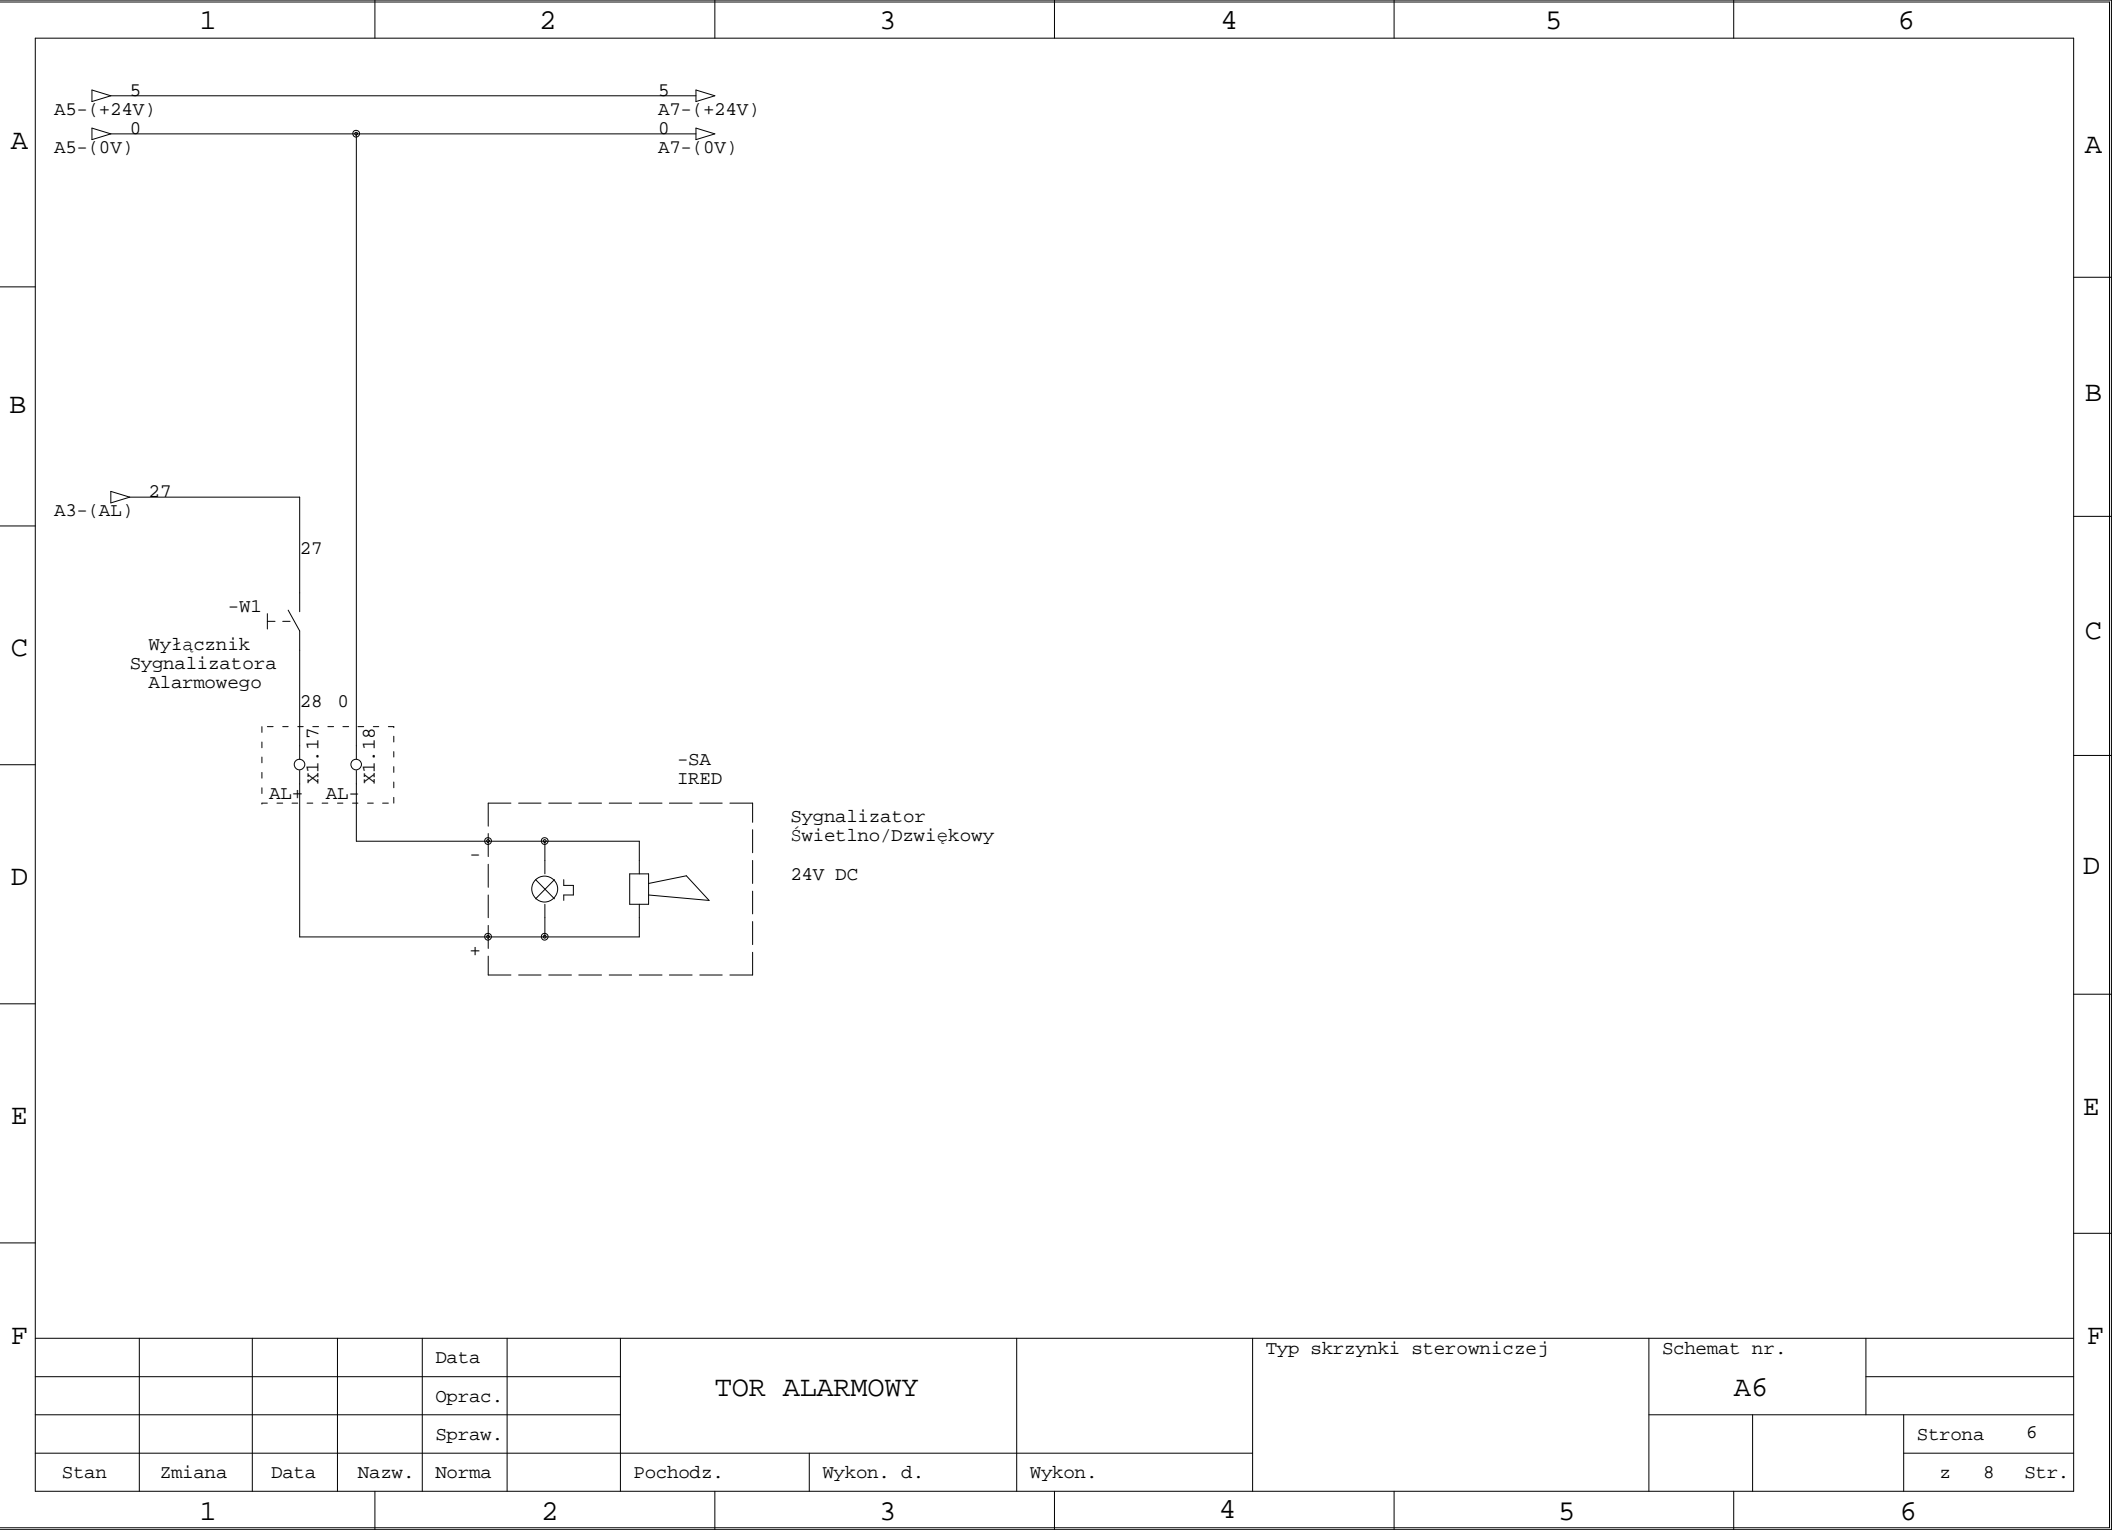 1 2 3 4 5 6
5 5
A5-(+24V) A7-(+24V)
0 0
A5-(0V) A7-(0V)
A A
B B
27
A3-(AL)
27
-W1
Wyłącznik
Sygnalizatora
Alarmowego
C C
28 0
X1.17 X1.18
AL+ AL-
-SA
IRED
Sygnalizator
Świetlno/Dzwiękowy
24V DC
-
+
D D
E E
F F
Data
Oprac.
Spraw.
Stan Zmiana Data Nazw. Norma
TOR ALARMOWY
Pochodz. Wykon. d. Wykon.
Typ skrzynki sterowniczej
Schemat nr.
A6
Strona 6
z 8 Str.
1 2 3 4 5 6